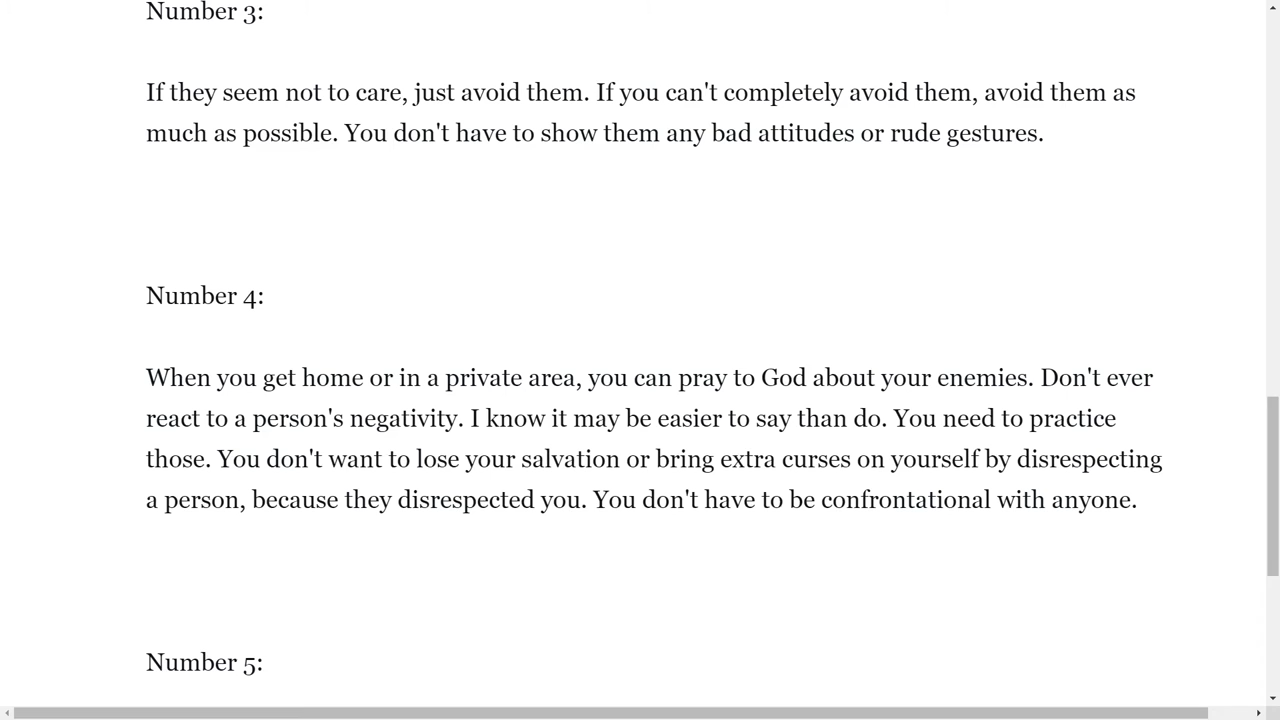 Number 3:
If they seem not to care, just avoid them. If you can't completely avoid them, avoid them as
much as possible. You don't have to show them any bad attitudes or rude gestures.
Number 4:
When you get home or in a private area, you can pray to God about your enemies. Don't ever
react to a person's negativity. I know it may be easier to say than do. You need to practice
those. You don't want to lose your salvation or bring extra curses on yourself by disrespecting
a person, because they disrespected you. You don't have to be confrontational with anyone.
Number 5: